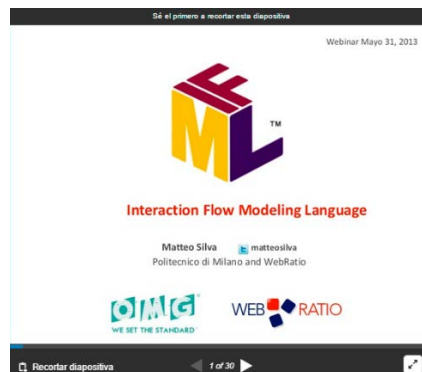 Sé el primero a recortar esta diapositiva
Webinar Mayo 31, 2013
IFML
TM
Interaction Flow Modeling Language
Matteo Silva matteosilva
Politecnico di Milano and WebRatio
OMG
WE SET THE STANDARD
WEB RATIO
Recortar diapositiva
1 of 30